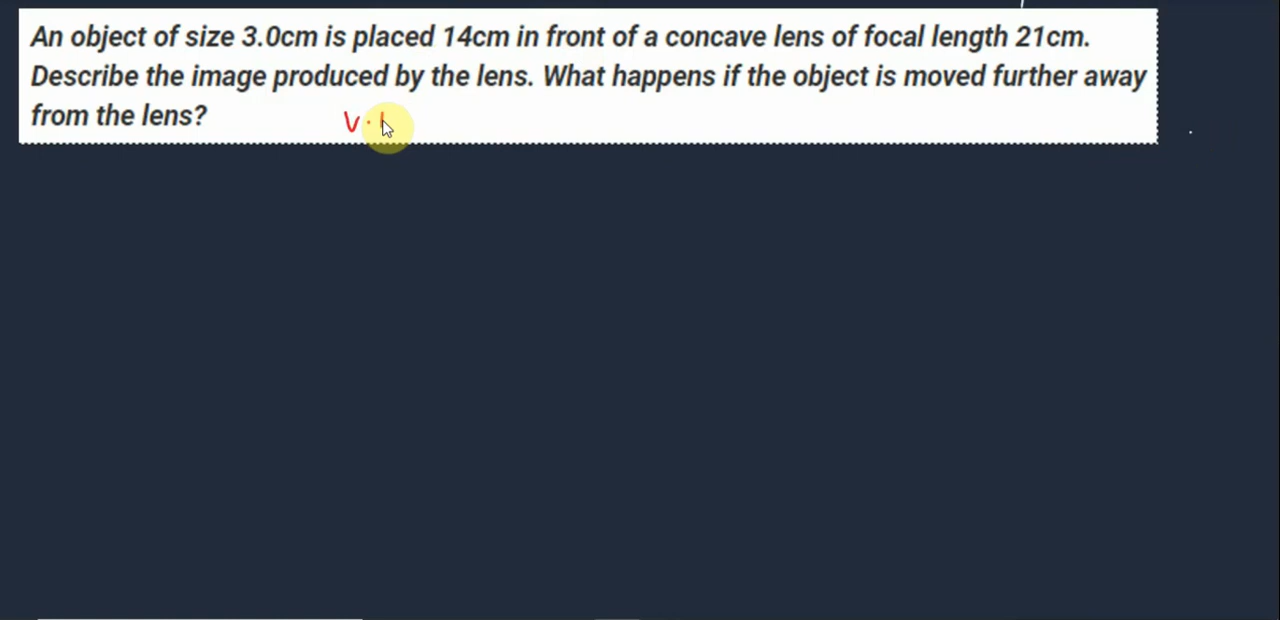 An object of size 3.0cm is placed 14cm in front of a concave lens of focal length 21cm.
Describe the image produced by the lens. What happens if the object is moved further away
from the lens?